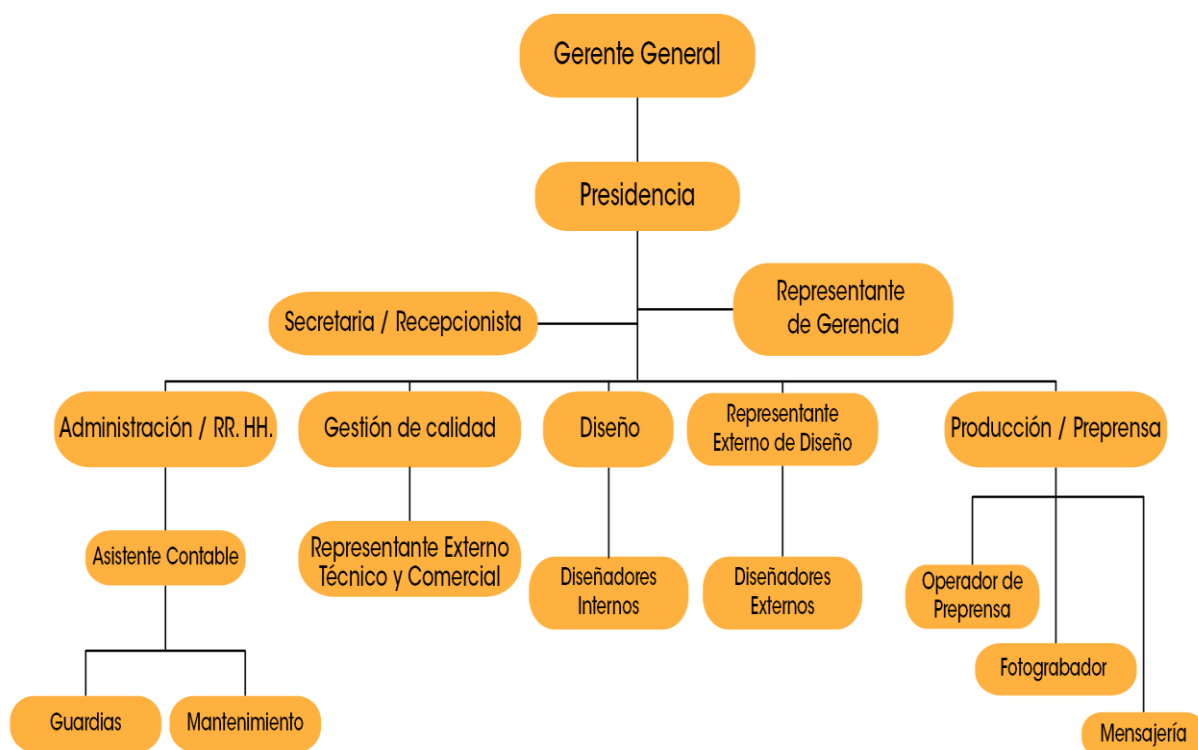 Gerente General
Presidencia
Representante
de Gerencia
Secretaria / Recepcionista
Administración / RR. HH.
Gestión de calidad
Diseño
Representante
Externo de Diseño
Producción / Preprensa
Asistente Contable
Representante Externo
Técnico y Comercial
Diseñadores
Internos
Diseñadores
Externos
Operador de
Preprensa
Fotograbador
Guardias
Mantenimiento
Mensajería